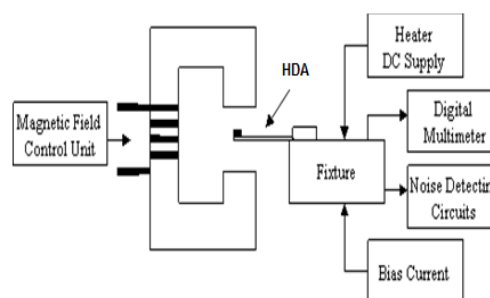 Heater
DC Supply
HDA
Magnetic Field
Control Unit
Digital
Multimeter
Fixture
Noise Detectin
Circuits
Bias Current